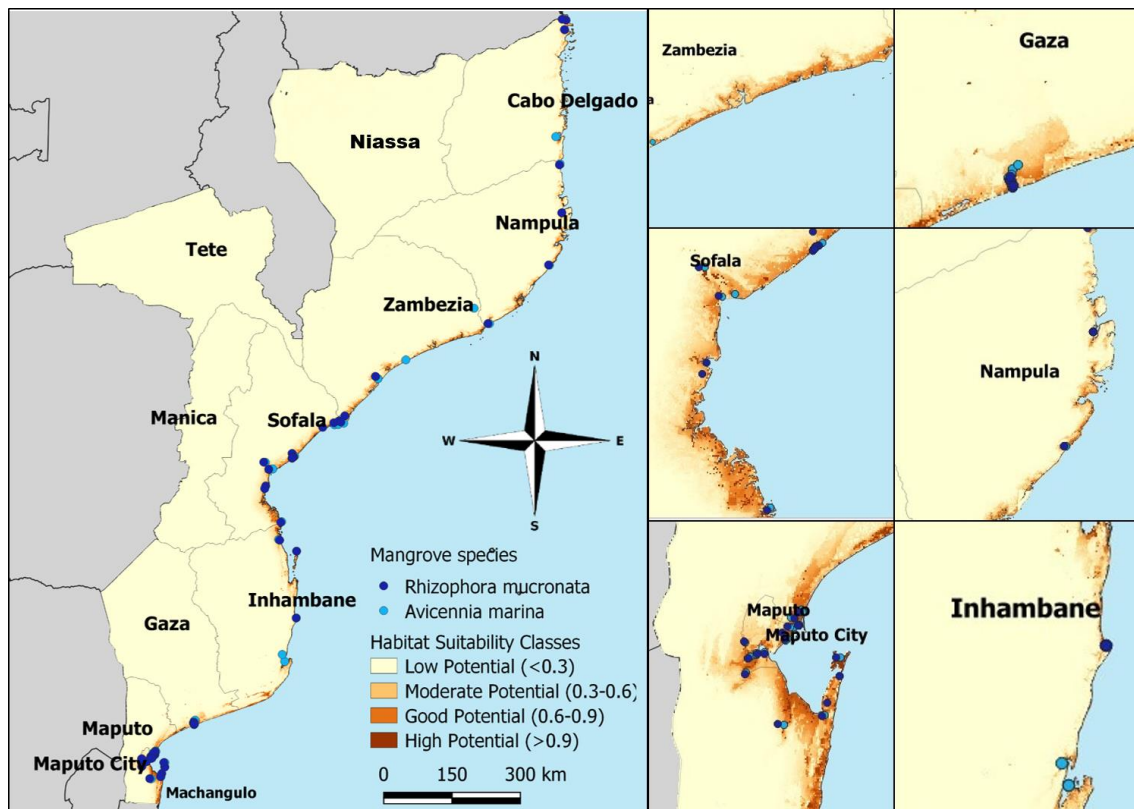 Cabo Delgado
Niassa
Nampula
Tete
Zambezia
Manica
Sofala
Inhambane
Gaza
Maputo
Maputo City
Machangulo
N
W
E
S
Mangrove species
Rhizophora mucronata
Avicennia marina
Habitat Suitability Classes
Low Potential (<0.3)
Moderate Potential (0.3-0.6)
Good Potential (0.6-0.9)
High Potential (>0.9)
0 150 300 km
Zambezia
a
Gaza
Sofala
Nampula
Maputo
Maputo City
Inhambane